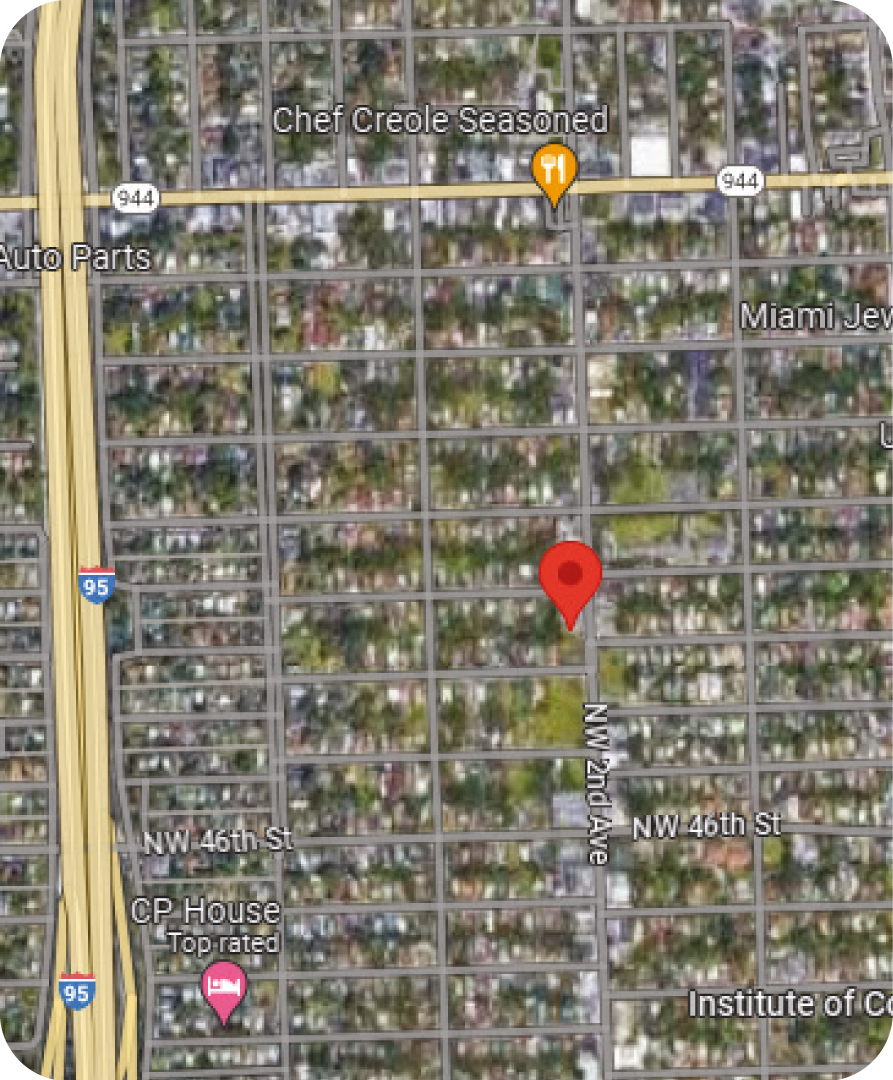 Chef Creole Seasoned
944
944
Auto Parts
Miami Jew
95
NW 2nd Ave
NW 46th St
NW 46th St
CP House
Top rated
95
Institute of Co